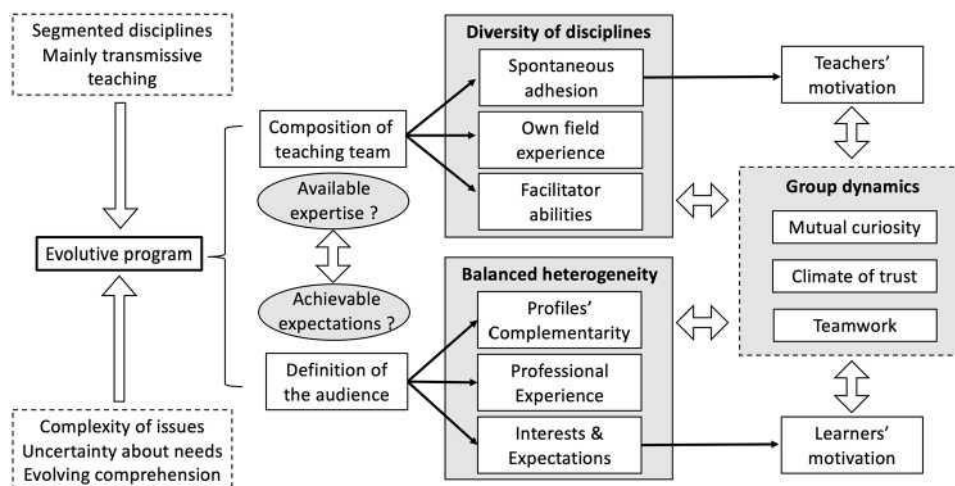 Segmented disciplines
Mainly transmissive
teaching
Evolutive program
Complexity of issues
Uncertainty about needs
Evolving comprehension
Composition of
teaching team
Available
expertise ?
Achievable
expectations ?
Definition of
the audience
Diversity of disciplines
Spontaneous
adhesion
Own field
experience
Facilitator
abilities
Balanced heterogeneity
Profiles'
Complementarity
Professional
Experience
Interests &
Expectations
Teachers'
motivation
Group dynamics
Mutual curiosity
Climate of trust
Teamwork
Learners'
motivation